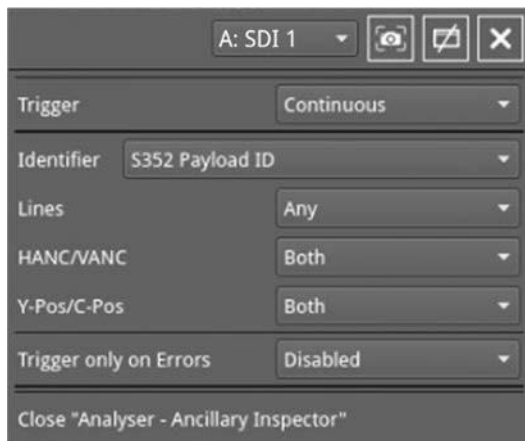 A: SDI 1
Trigger Continuous
Identifier S352 Payload ID
Lines Any
HANC/VANC Both
Y-Pos/C-Pos Both
Trigger only on Errors Disabled
Close "Analyser - Ancillary Inspector"